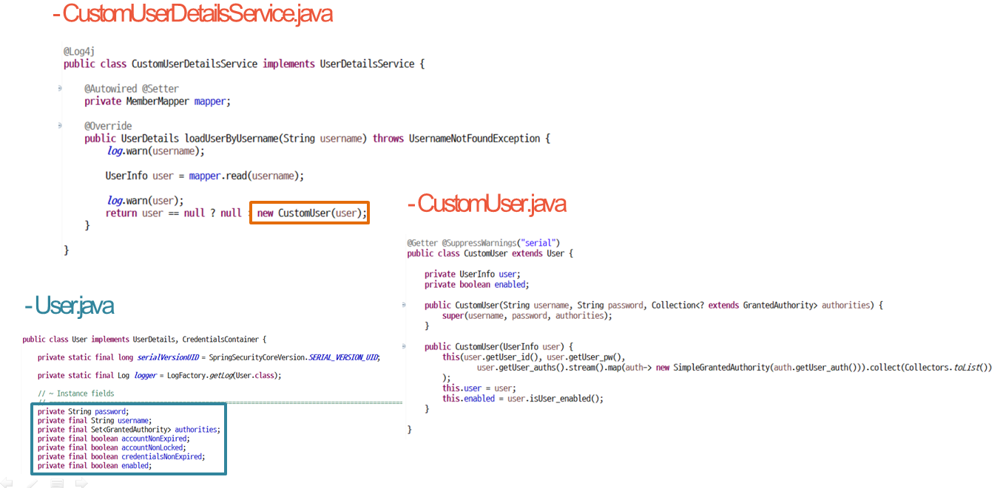 - CustomUserDetailsService.java
@Log4j
public class CustomUserDetailsService implements UserDetailsService {
@Autowired @Setter
private MemberMapper mapper;
@Override
public UserDetails loadUserByUsername(String username) throws UsernameNotFoundException {
log.warn(username);
UserInfo user = mapper.read(username);
log.warn(user);
return user == null ? null : new CustomUser(user);
}
}
- CustomUser.java
@Getter @SuppressWarnings("serial")
public class CustomUser extends User {
private UserInfo user;
private boolean enabled;
public CustomUser(String username, String password, Collection<? extends GrantedAuthority> authorities) {
super(username, password, authorities);
}
public CustomUser(UserInfo user) {
this(user.getUser_id(), user.getUser_pw(),
user.getUser_auths().stream().map(auth-> new SimpleGrantedAuthority(auth.getUser_auth())).collect(Collectors.toList())
);
this.user = user;
this.enabled = user.isUser_enabled();
}
}
- User.java
public class User implements UserDetails, CredentialsContainer {
private static final long serialVersionUID = SpringSecurityCoreVersion.SERIAL_VERSION_UID;
private static final Log logger = LogFactory.getLog(User.class);
// ~ Instance fields
private String password;
private final String username;
private final Set<GrantedAuthority> authorities;
private final boolean accountNonExpired;
private final boolean accountNonLocked;
private final boolean credentialsNonExpired;
private final boolean enabled;